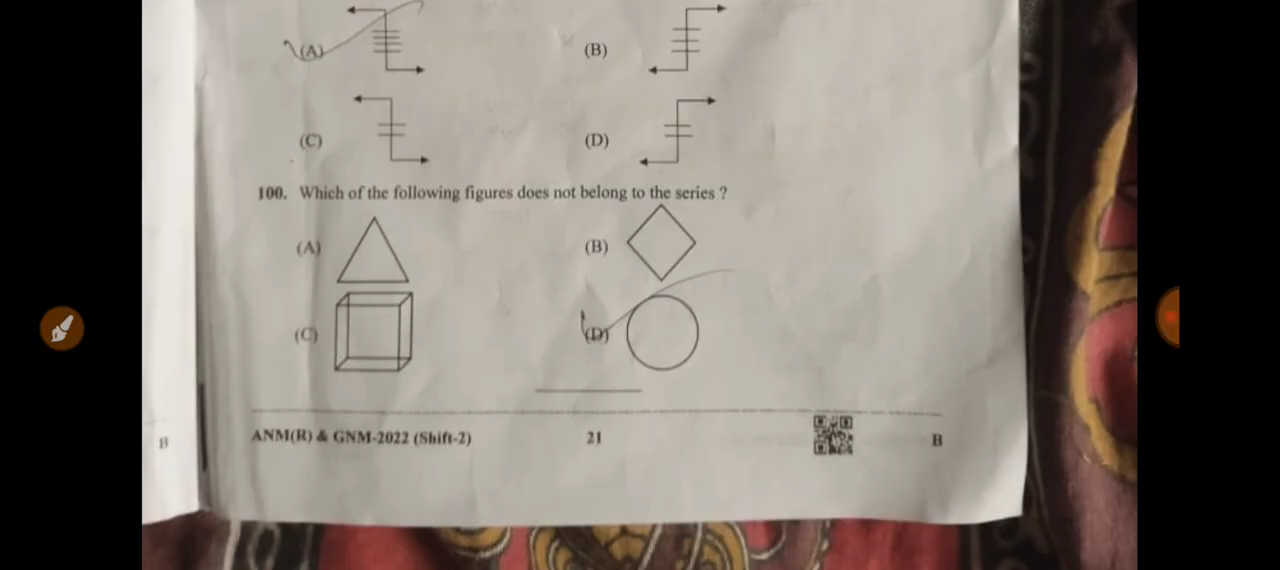 (A) (B)
(C) (D)
100. Which of the following figures does not belong to the series ?
(A) (B)
(C) (D)
ANM(R) & GNM-2022 (Shift-2) 21 B
B